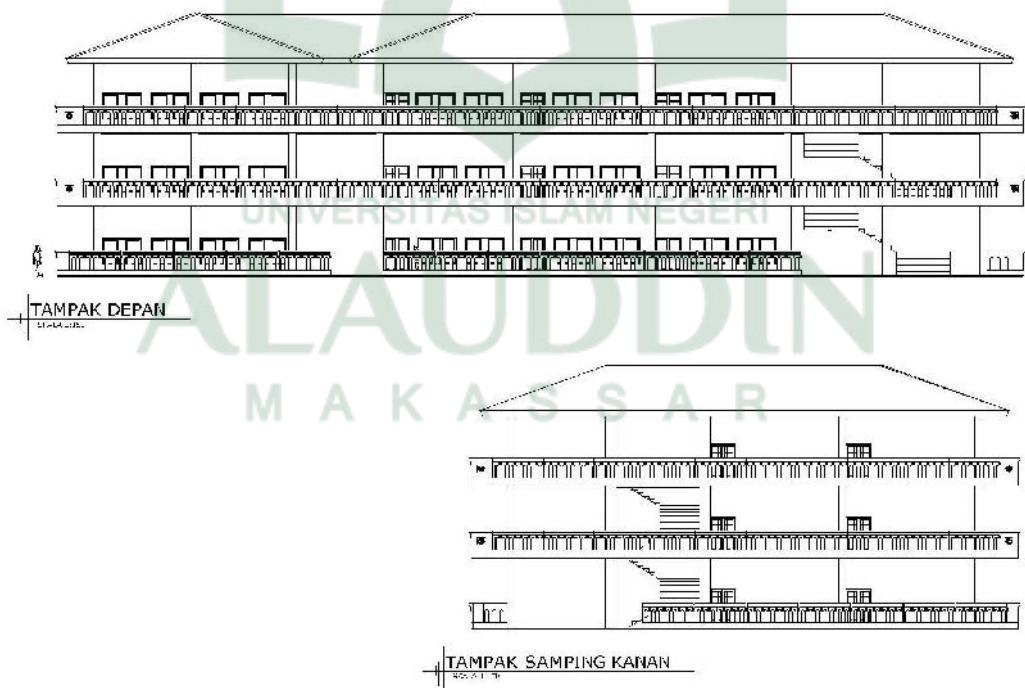 UNIVERSITAS ISLAM NEGERI
TAMPAK DEPAN
ALAUDDIN
MAKASSAR
TAMPAK SAMPING KANAN